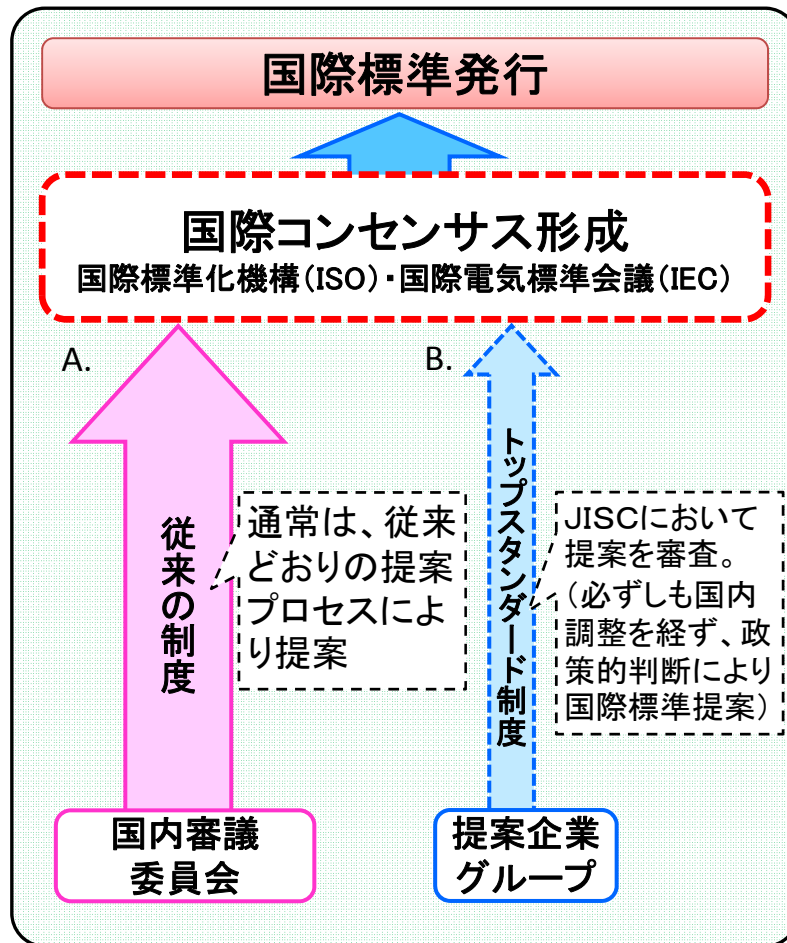 国際標準発行
国際コンセンサス形成
国際標準化機構(ISO)・国際電気標準会議(IEC)
A.
従来の制度
通常は、従来
どおりの提案
プロセスによ
り提案
国内審議
委員会
B.
トップスタンダード制度
JISCにおいて
提案を審査。
(必ずしも国内
調整を経ず、政
策的判断により
国際標準提案)
提案企業
グループ